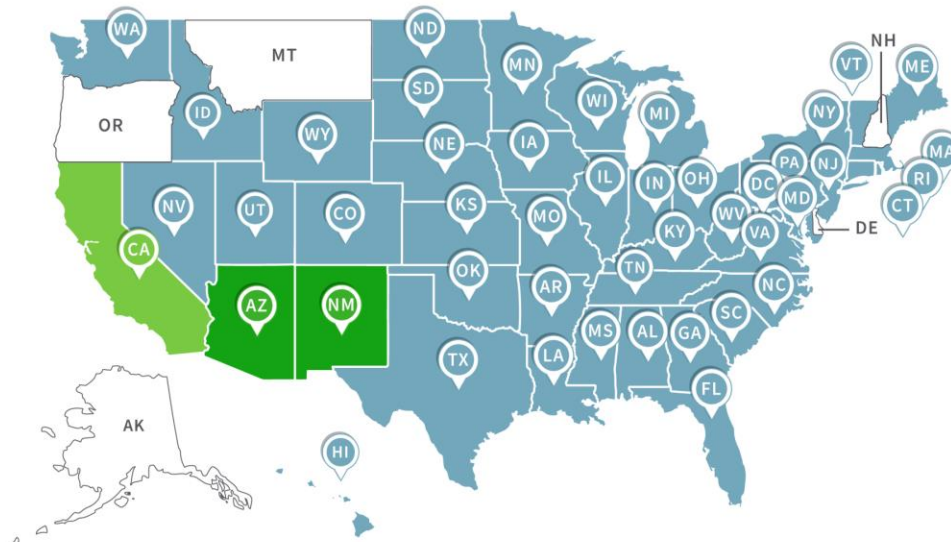 WA
MT
ND
MN
NH
VT
ME
OR
ID
SD
WI
MI
NY
WY
NE
IA
PA
NJ
MA
NV
UT
CO
KS
MO
IL
IN
OH
DC
MD
RI
CT
WV
VA
KY
DE
CA
AZ
NM
OK
AR
TN
NC
SC
TX
LA
MS
AL
GA
FL
AK
HI